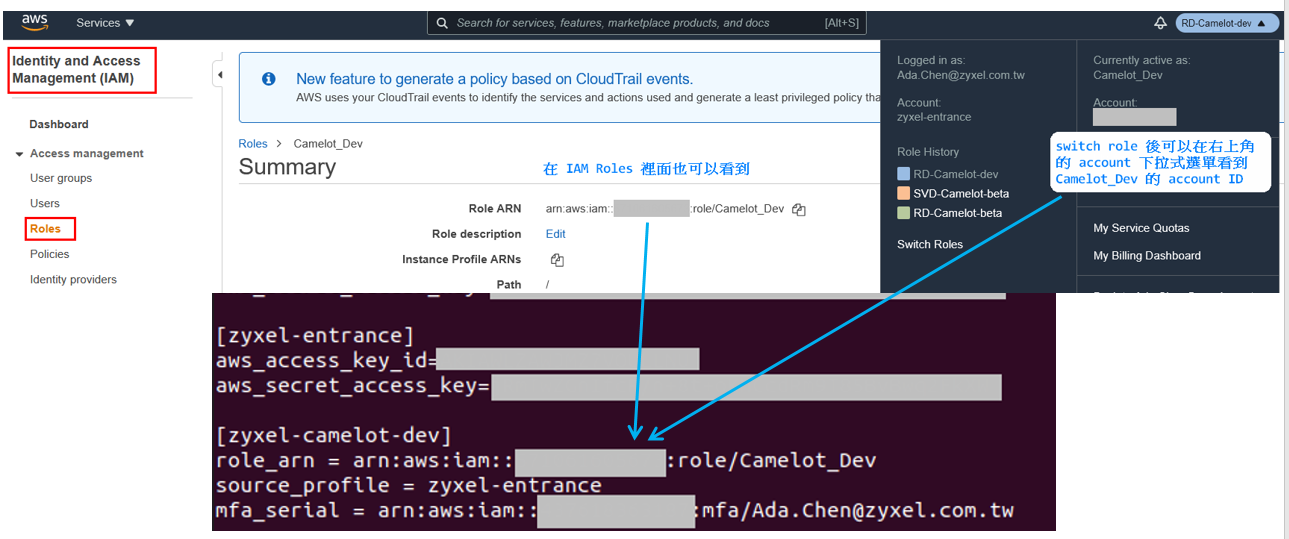 aws
Services ▼
Search for services, features, marketplace products, and docs
[Alt+S]
RD-Camelot-dev ▲
Identity and Access
Management (IAM)
Dashboard
Access management
User groups
Users
Roles
Policies
Identity providers
New feature to generate a policy based on CloudTrail events.
AWS uses your CloudTrail events to identify the services and actions used and generate a least privileged policy tha
Roles > Camelot_Dev
Summary
在 IAM Roles 裡面也可以看到
Role ARN
arn:aws:iam::
:role/Camelot_Dev
Role description
Edit
Instance Profile ARNs
Path
/
Logged in as:
Ada.Chen@zyxel.com.tw
Account:
zyxel-entrance
Role History
RD-Camelot-dev
SVD-Camelot-beta
RD-Camelot-beta
Switch Roles
Currently active as:
Camelot_Dev
Account:
switch role 後可以在右上角
的 account 下拉式選單看到
Camelot_Dev 的 account ID
My Service Quotas
My Billing Dashboard
[zyxel-entrance]
aws_access_key_id=
aws_secret_access_key=
[zyxel-camelot-dev]
role_arn = arn:aws:iam::
:role/Camelot_Dev
source_profile = zyxel-entrance
mfa_serial = arn:aws:iam::
:mfa/Ada.Chen@zyxel.com.tw